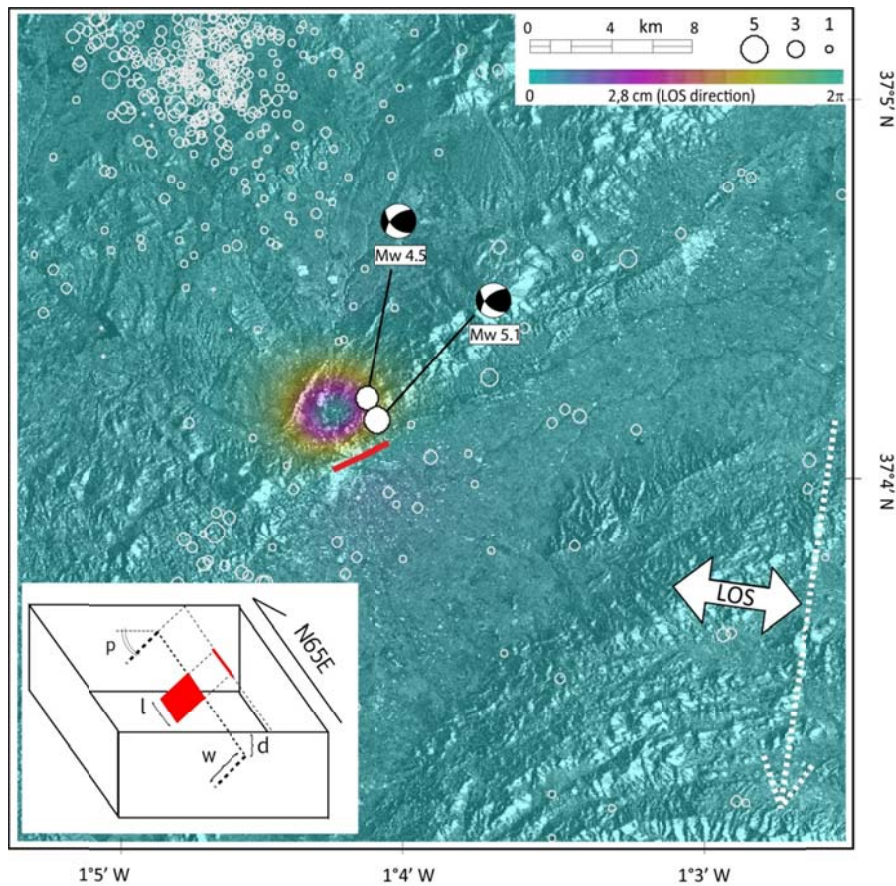 0 km 4 8
5 3 1
0 2,8 cm (LOS direction) 2π
37°5' N
Mw 4.5
Mw 5.1
37°4' N
LOS
N65E
p
l
w
d
1°5' W 1°4' W 1°3' W